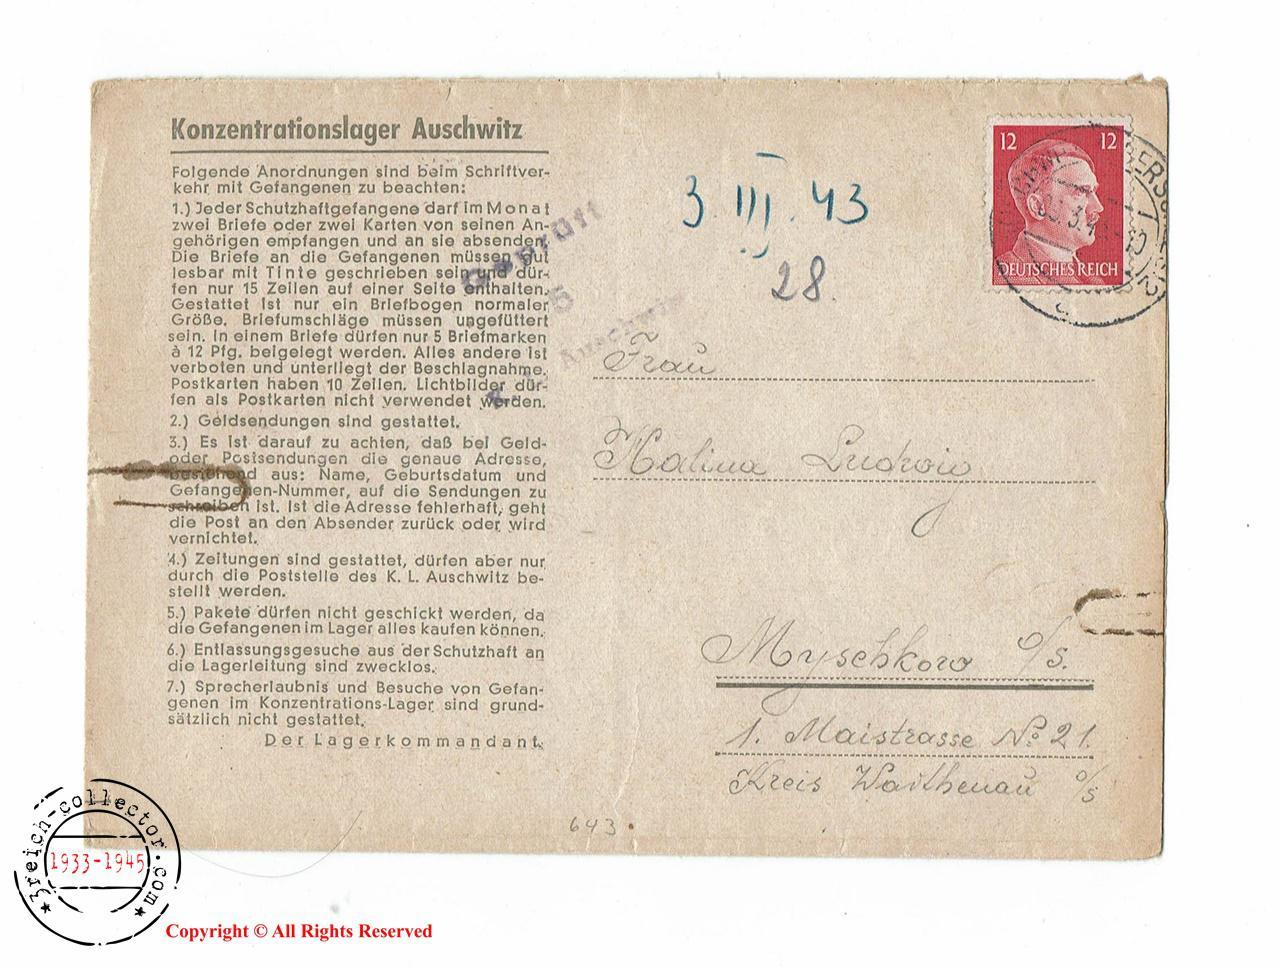 Konzentrationslager Auschwitz
Folgende Anordnungen sind beim Schriftver-
kehr mit Gefangenen zu beachten:
1.) Jeder Schutzhaftgefangene darf im Monat
zwei Briefe oder zwei Karten von seinen An-
gehörigen empfangen und an sie absenden.
Die Briefe an die Gefangenen müssen gut
lesbar mit Tinte geschrieben sein und dür-
fen nur 15 Zeilen auf einer Seite enthalten.
Gestattet ist nur ein Briefbogen normaler
Größe. Briefumschläge müssen ungefüttert
sein. In einem Briefe dürfen nur 5 Briefmarken
à 12 Pfg. beigelegt werden. Alles andere ist
verboten und unterliegt der Beschlagnahme.
Postkarten haben 10 Zeilen. Lichtbilder dür-
fen als Postkarten nicht verwendet werden.
2.) Geldsendungen sind gestattet.
3.) Es ist darauf zu achten, daß bei Geld-
oder Postsendungen die genaue Adresse,
bestehend aus: Name, Geburtsdatum und
Gefangenen-Nummer, auf die Sendungen zu
schreiben ist. Ist die Adresse fehlerhaft, geht
die Post an den Absender zurück oder wird
vernichtet.
4.) Zeitungen sind gestattet, dürfen aber nur
durch die Poststelle des K. L. Auschwitz be-
stellt werden.
5.) Pakete dürfen nicht geschickt werden, da
die Gefangenen im Lager alles kaufen können.
6.) Entlassungsgesuche aus der Schutzhaft an
die Lagerleitung sind zwecklos.
7.) Sprecherlaubnis und Besuche von Gefan-
genen im Konzentrations-Lager sind grund-
sätzlich nicht gestattet.
Der Lagerkommandant.
Geprüft
5
Auschwitz
3. III. 43
28.
12 12
DEUTSCHES REICH
Frau
Halina Ludwig
Myschkow o/s.
1. Maistrasse No 21.
Kreis Warthenau o/s
643.
3reich-collector.com
1933-1945
Copyright © All Rights Reserved